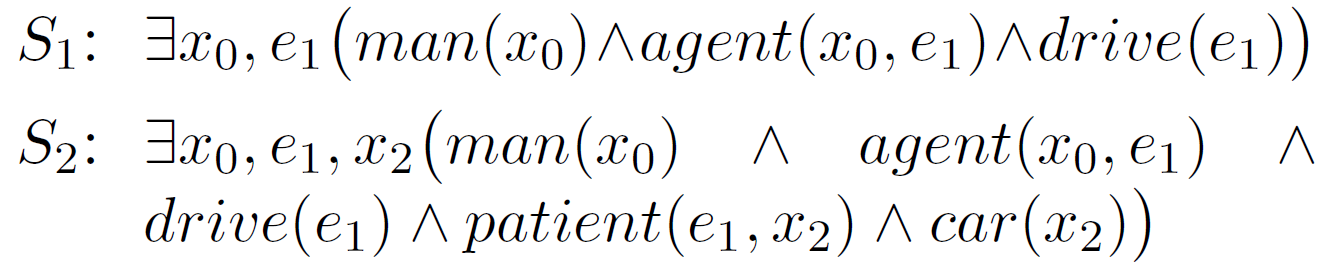 S₁: ∃x₀, e₁(man(x₀)∧agent(x₀, e₁)∧drive(e₁))
S₂: ∃x₀, e₁, x₂(man(x₀) ∧ agent(x₀, e₁) ∧
drive(e₁) ∧ patient(e₁, x₂) ∧ car(x₂))